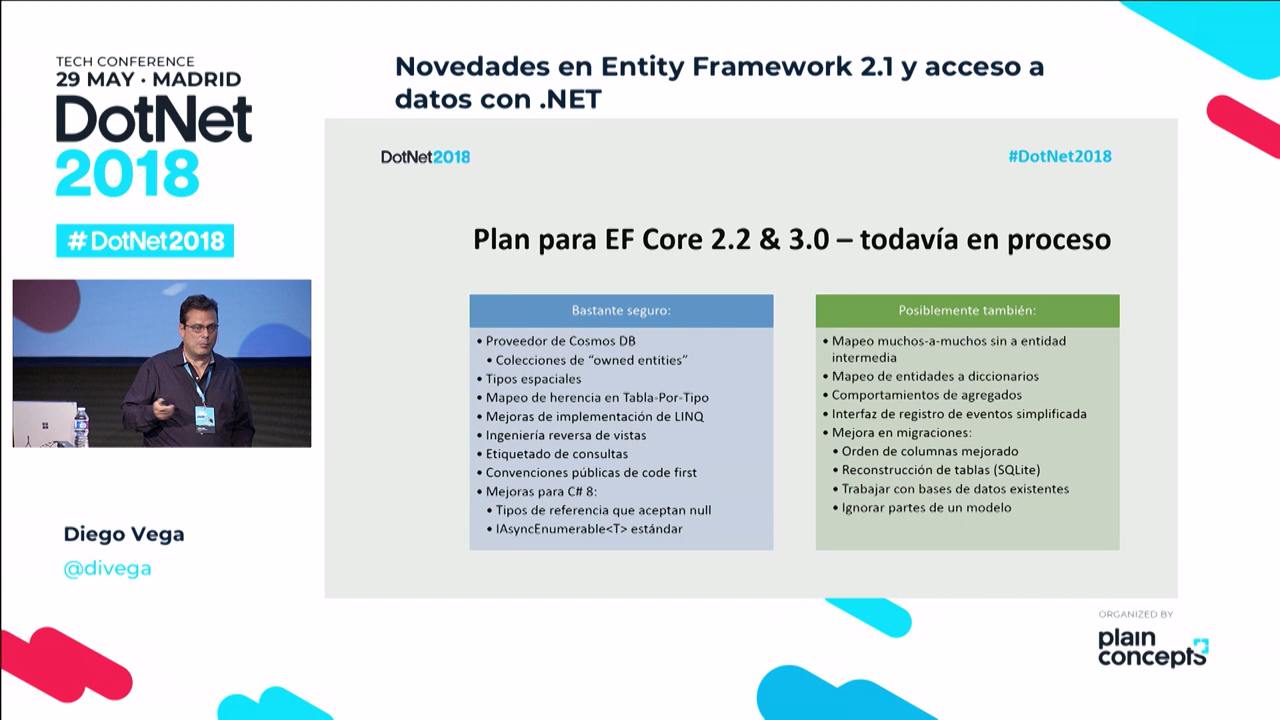 TECH CONFERENCE
29 MAY · MADRID
DotNet
2018
#DotNet2018
Novedades en Entity Framework 2.1 y acceso a
datos con .NET
DotNet2018
#DotNet2018
Plan para EF Core 2.2 & 3.0 – todavía en proceso
Bastante seguro:
• Proveedor de Cosmos DB
• Colecciones de “owned entities”
• Tipos espaciales
• Mapeo de herencia en Tabla-Por-Tipo
• Mejoras de implementación de LINQ
• Ingeniería reversa de vistas
• Etiquetado de consultas
• Convenciones públicas de code first
• Mejoras para C# 8:
• Tipos de referencia que aceptan null
• IAsyncEnumerable<T> estándar
Posiblemente también:
• Mapeo muchos-a-muchos sin a entidad
intermedia
• Mapeo de entidades a diccionarios
• Comportamientos de agregados
• Interfaz de registro de eventos simplificada
• Mejora en migraciones:
• Orden de columnas mejorado
• Reconstrucción de tablas (SQLite)
• Trabajar con bases de datos existentes
• Ignorar partes de un modelo
Diego Vega
@divega
ORGANIZED BY
plain
concepts